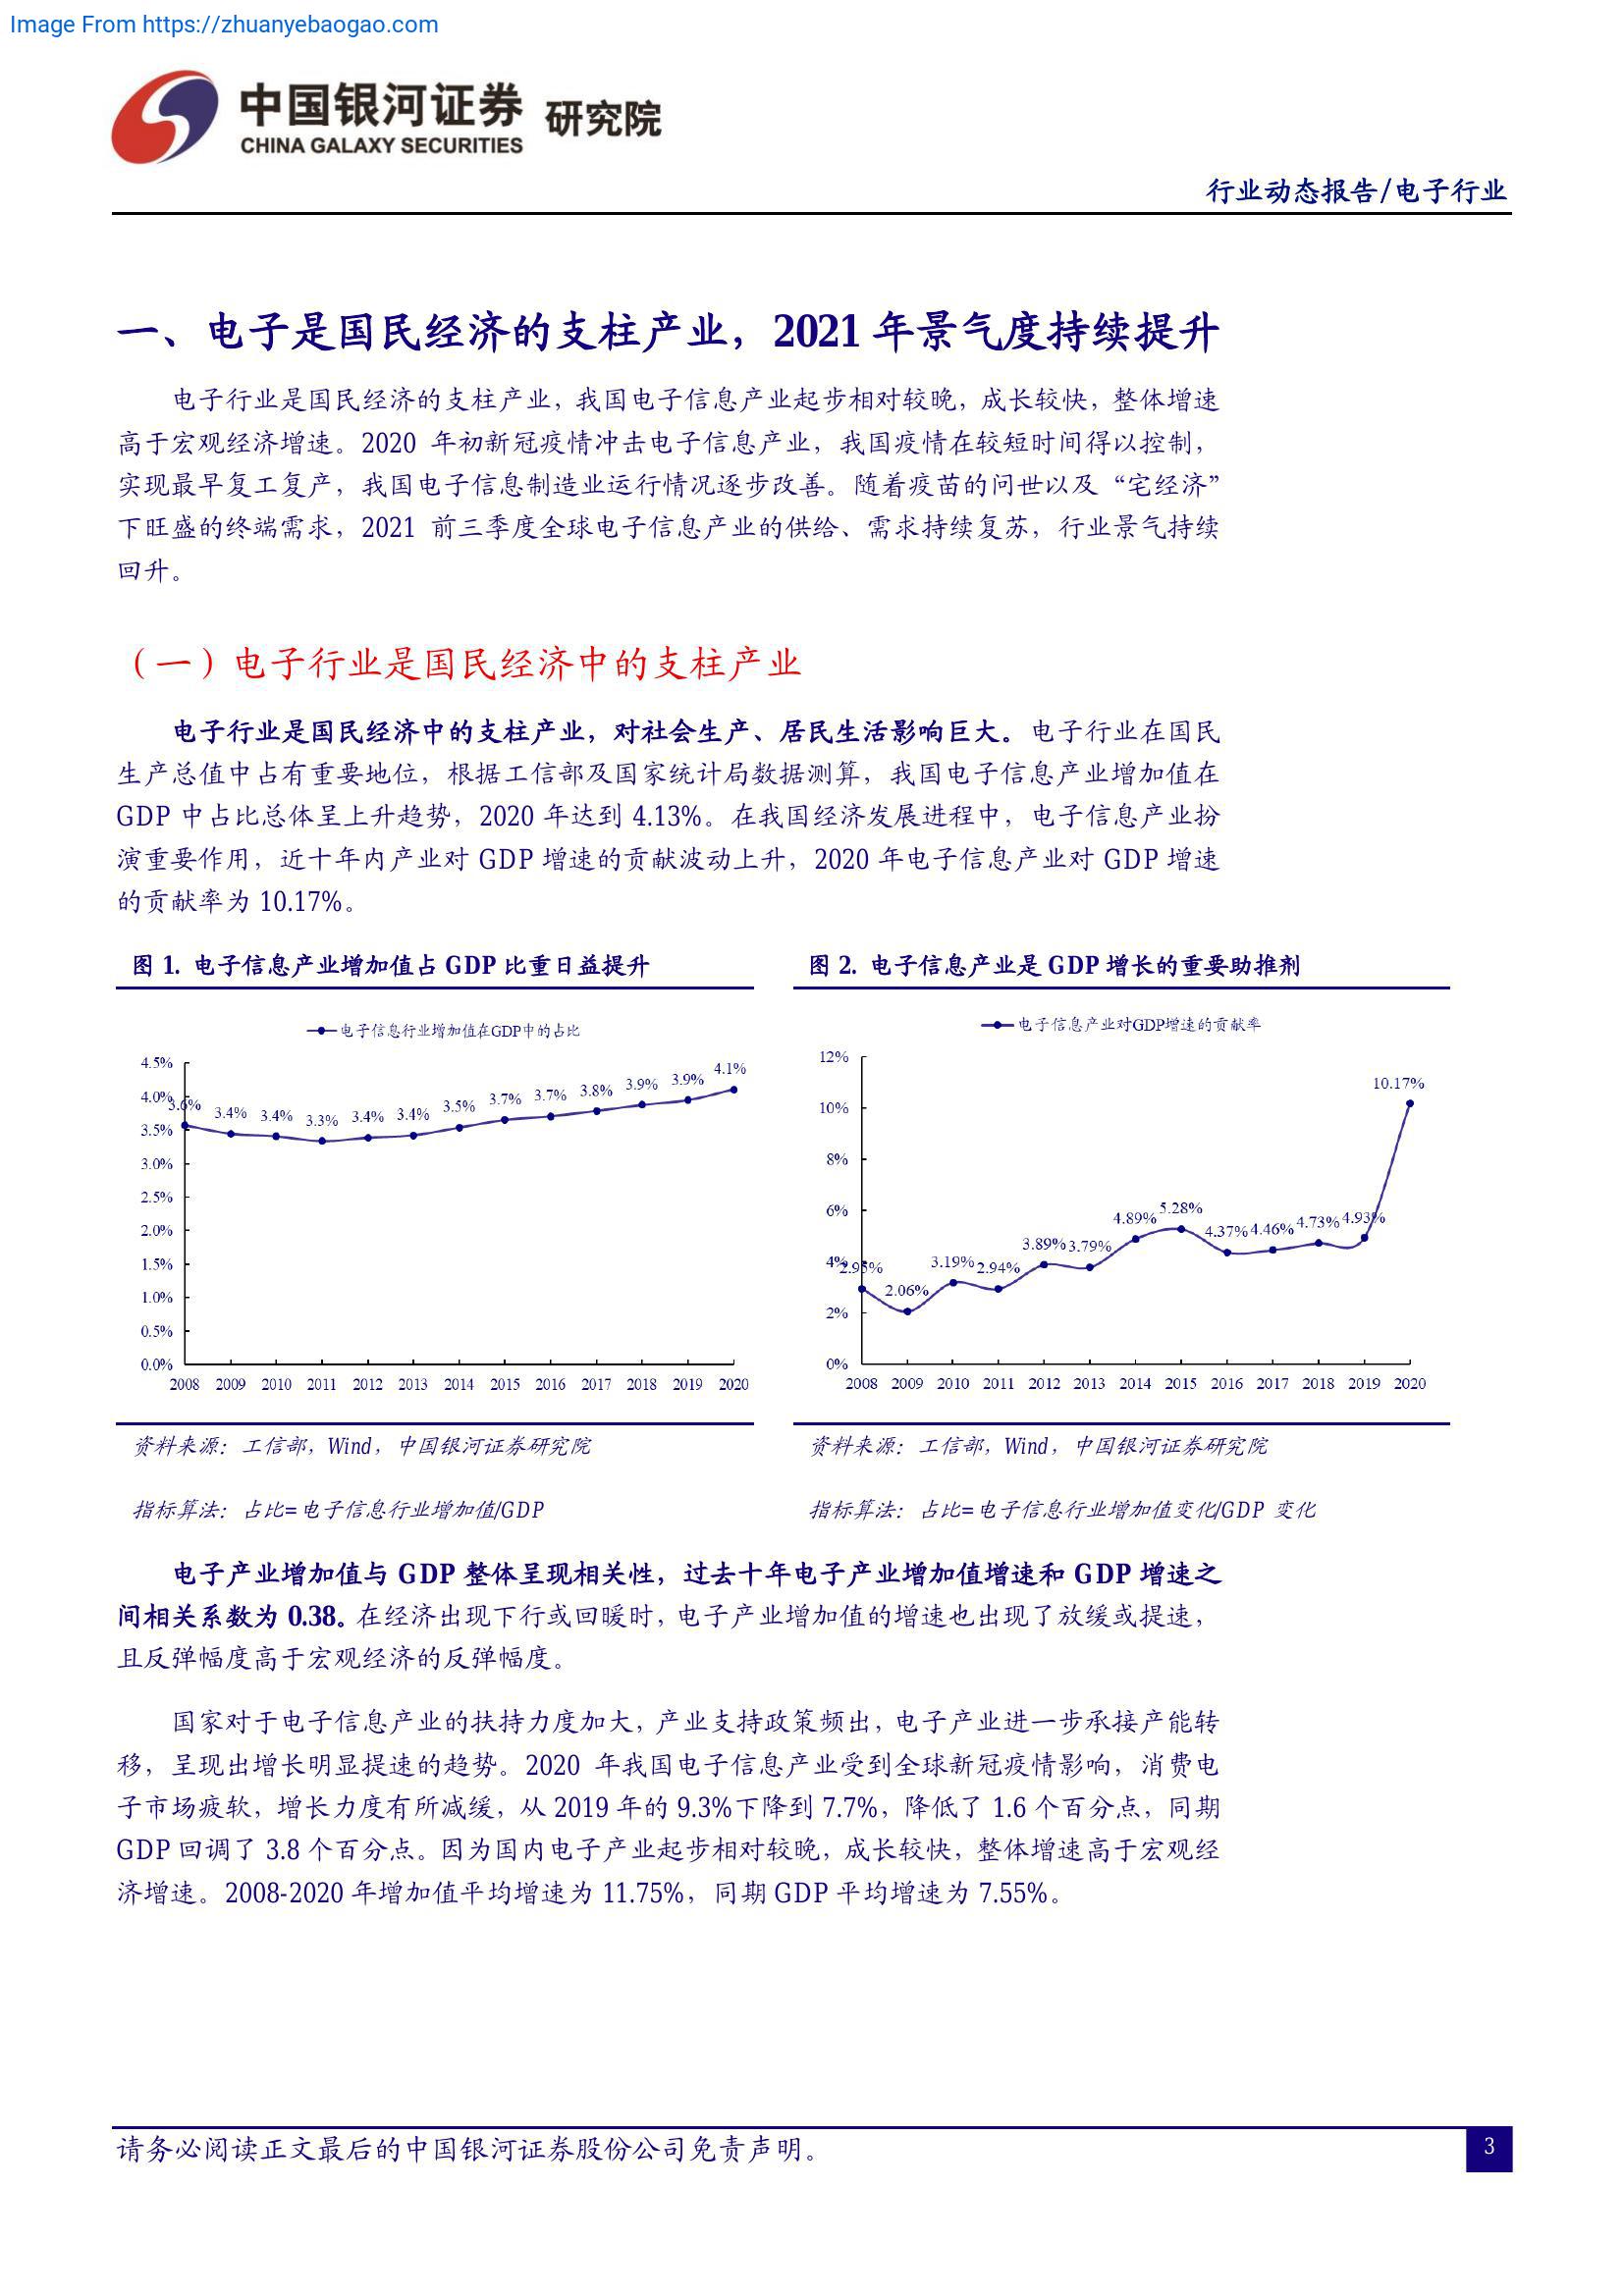 Image From https://zhuanyebaogao.com
中国银河证券 研究院
CHINA GALAXY SECURITIES
行业动态报告/电子行业
一、电子是国民经济的支柱产业，2021 年景气度持续提升
电子行业是国民经济的支柱产业，我国电子信息产业起步相对较晚，成长较快，整体增速
高于宏观经济增速。2020 年初新冠疫情冲击电子信息产业，我国疫情在较短时间得以控制，
实现最早复工复产，我国电子信息制造业运行情况逐步改善。随着疫苗的问世以及“宅经济”
下旺盛的终端需求，2021 前三季度全球电子信息产业的供给、需求持续复苏，行业景气持续
回升。
（一）电子行业是国民经济中的支柱产业
电子行业是国民经济中的支柱产业，对社会生产、居民生活影响巨大。电子行业在国民
生产总值中占有重要地位，根据工信部及国家统计局数据测算，我国电子信息产业增加值在
GDP 中占比总体呈上升趋势，2020 年达到 4.13%。在我国经济发展进程中，电子信息产业扮
演重要作用，近十年内产业对 GDP 增速的贡献波动上升，2020 年电子信息产业对 GDP 增速
的贡献率为 10.17%。
图 1. 电子信息产业增加值占 GDP 比重日益提升
电子信息行业增加值在GDP中的占比
4.5%
4.0%
3.5%
3.0%
2.5%
2.0%
1.5%
1.0%
0.5%
0.0%
3.6% 3.4% 3.4% 3.3% 3.4% 3.4% 3.5% 3.7% 3.7% 3.8% 3.9% 3.9% 4.1%
2008 2009 2010 2011 2012 2013 2014 2015 2016 2017 2018 2019 2020
资料来源：工信部，Wind，中国银河证券研究院
指标算法：占比=电子信息行业增加值/GDP
图 2. 电子信息产业是 GDP 增长的重要助推剂
电子信息产业对GDP增速的贡献率
12%
10%
8%
6%
4%
2%
0%
2.95% 2.06% 3.19% 2.94% 3.89% 3.79% 4.89% 5.28% 4.37% 4.46% 4.73% 4.93% 10.17%
2008 2009 2010 2011 2012 2013 2014 2015 2016 2017 2018 2019 2020
资料来源：工信部，Wind，中国银河证券研究院
指标算法：占比=电子信息行业增加值变化/GDP 变化
电子产业增加值与 GDP 整体呈现相关性，过去十年电子产业增加值增速和 GDP 增速之
间相关系数为 0.38。在经济出现下行或回暖时，电子产业增加值的增速也出现了放缓或提速，
且反弹幅度高于宏观经济的反弹幅度。
国家对于电子信息产业的扶持力度加大，产业支持政策频出，电子产业进一步承接产能转
移，呈现出增长明显提速的趋势。2020 年我国电子信息产业受到全球新冠疫情影响，消费电
子市场疲软，增长力度有所减缓，从 2019 年的 9.3%下降到 7.7%，降低了 1.6 个百分点，同期
GDP 回调了 3.8 个百分点。因为国内电子产业起步相对较晚，成长较快，整体增速高于宏观经
济增速。2008-2020 年增加值平均增速为 11.75%，同期 GDP 平均增速为 7.55%。
请务必阅读正文最后的中国银河证券股份公司免责声明。
3